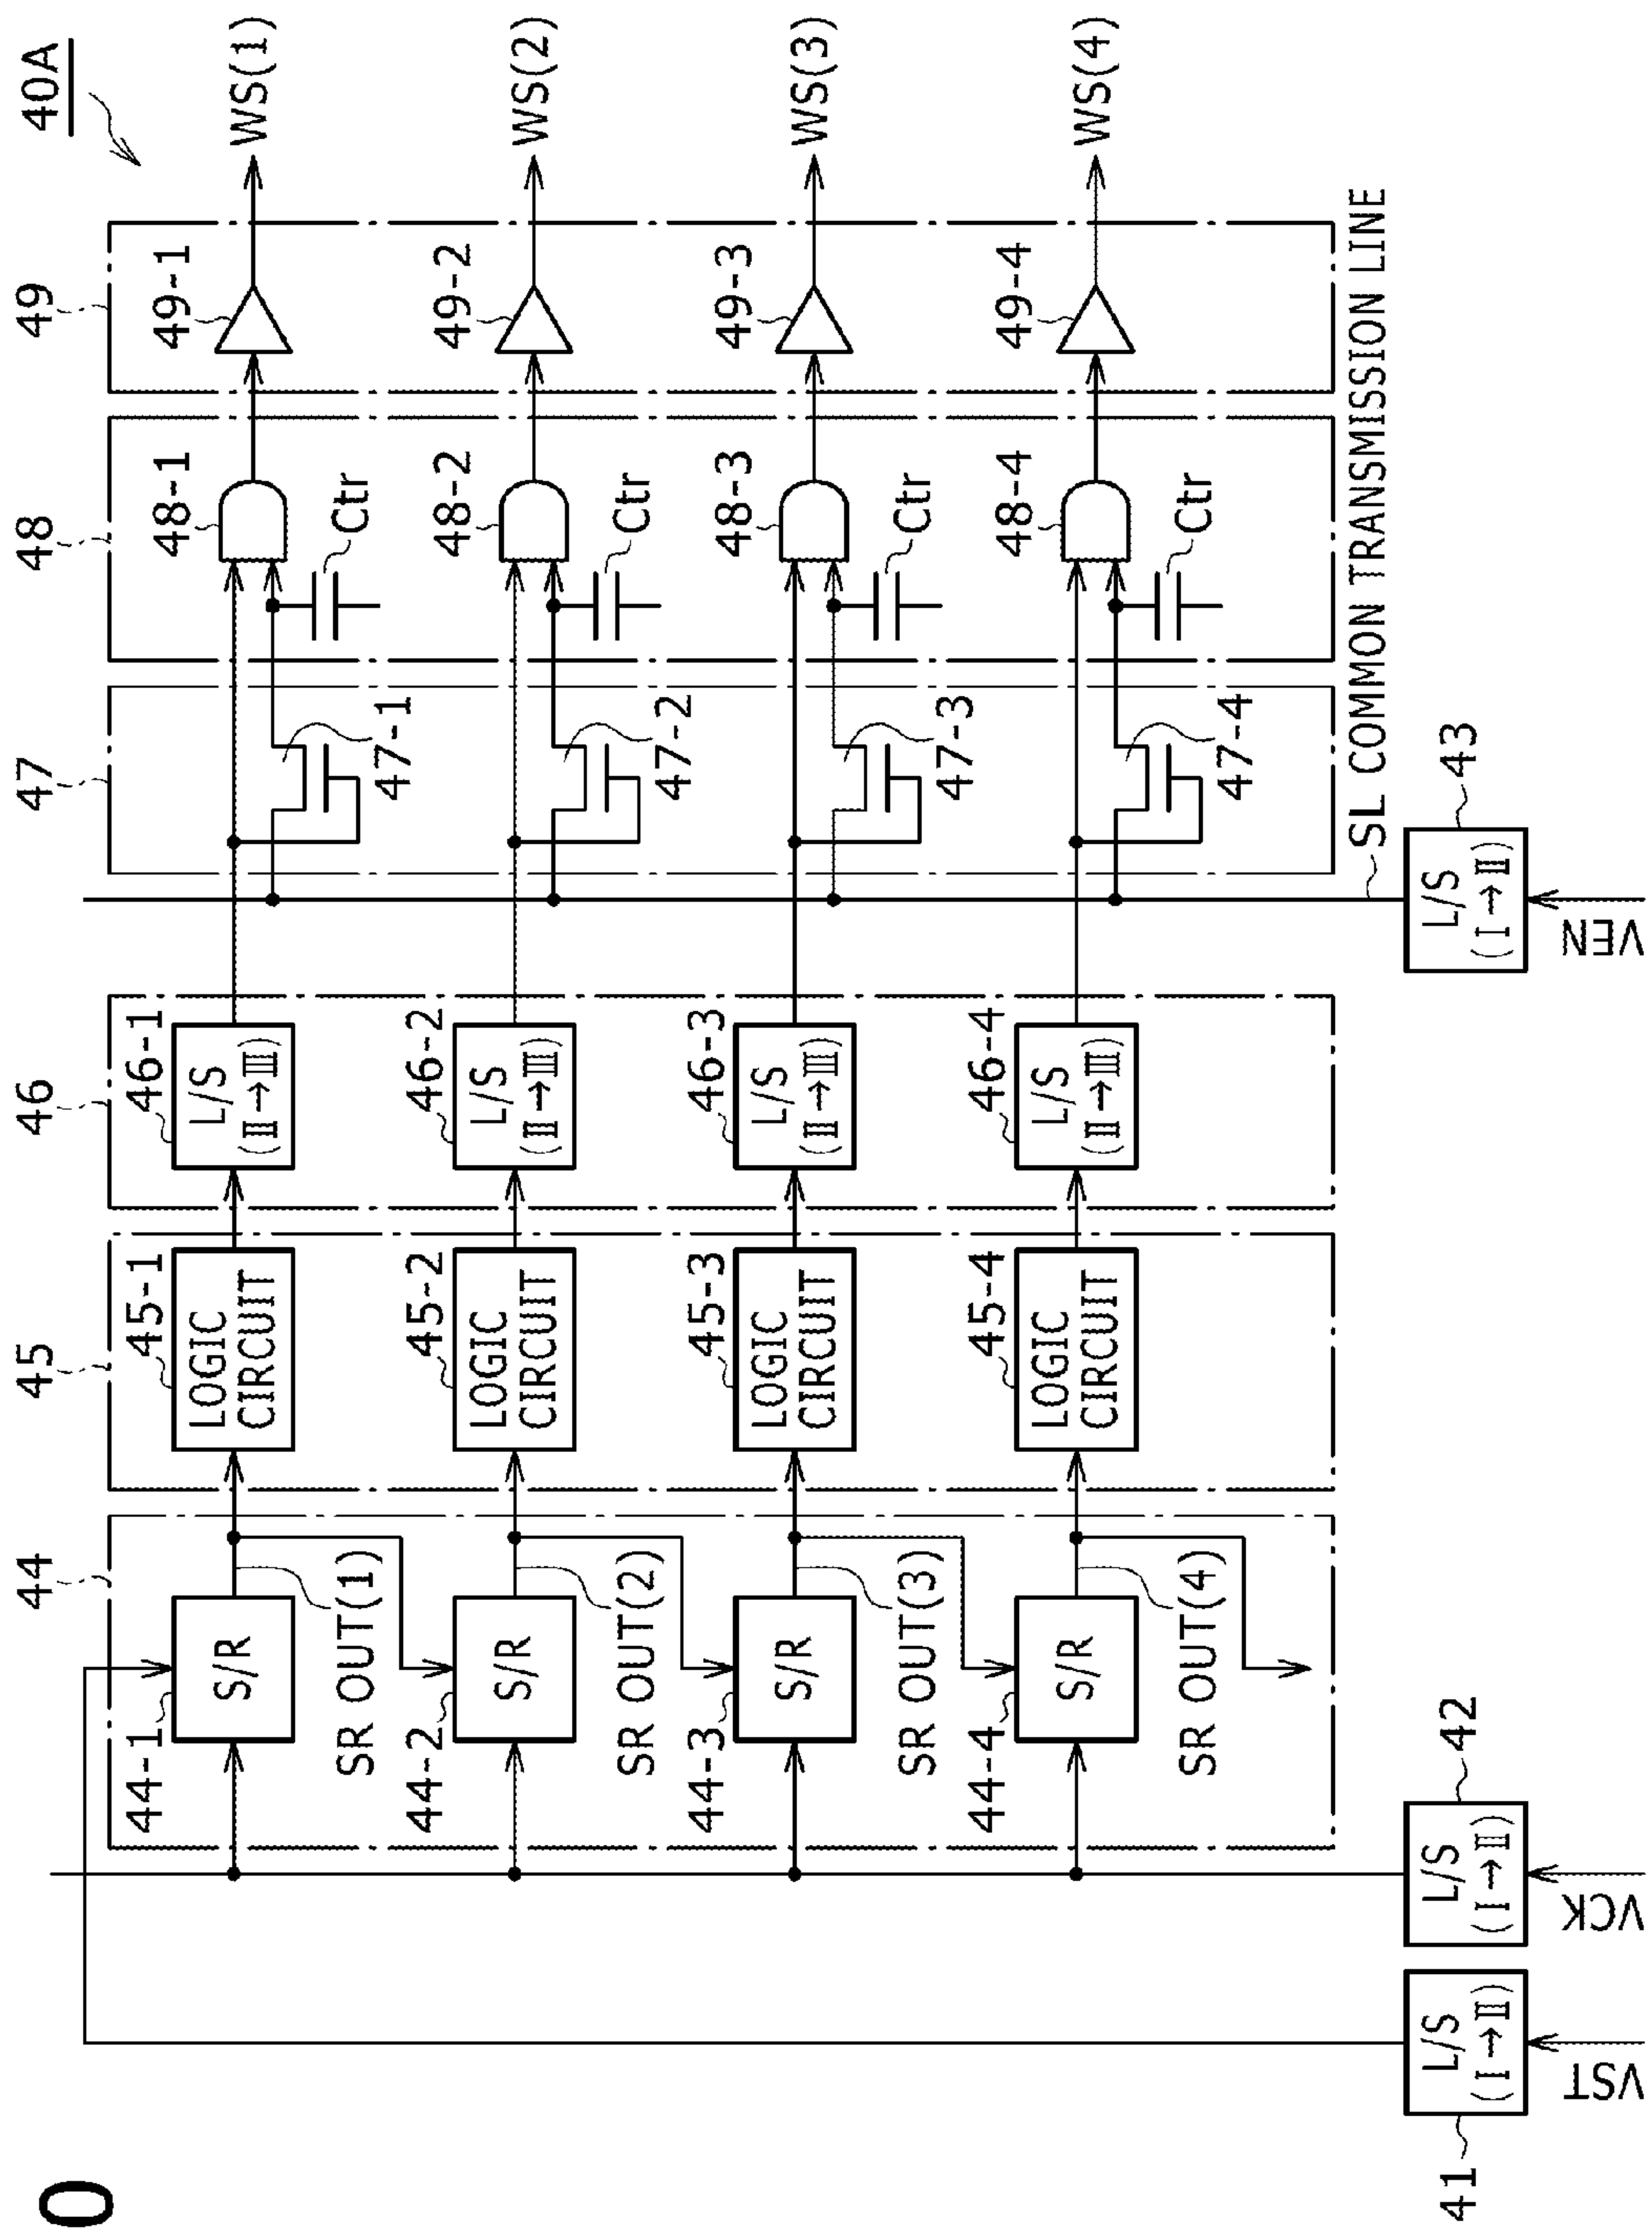 0
40A
44
45
46
47
48
49
44-1
S/R
SR OUT(1)
45-1
LOGIC
CIRCUIT
46-1
L/S
(Ⅱ→Ⅲ)
47-1
48-1
Ctr
49-1
WS(1)
44-2
S/R
SR OUT(2)
45-2
LOGIC
CIRCUIT
46-2
L/S
(Ⅱ→Ⅲ)
47-2
48-2
Ctr
49-2
WS(2)
44-3
S/R
SR OUT(3)
45-3
LOGIC
CIRCUIT
46-3
L/S
(Ⅱ→Ⅲ)
47-3
48-3
Ctr
49-3
WS(3)
44-4
S/R
SR OUT(4)
45-4
LOGIC
CIRCUIT
46-4
L/S
(Ⅱ→Ⅲ)
47-4
48-4
Ctr
49-4
WS(4)
SL COMMON TRANSMISSION LINE
41
L/S
(Ⅰ→Ⅱ)
VST
42
L/S
(Ⅰ→Ⅱ)
VCK
43
L/S
(Ⅰ→Ⅱ)
VEN